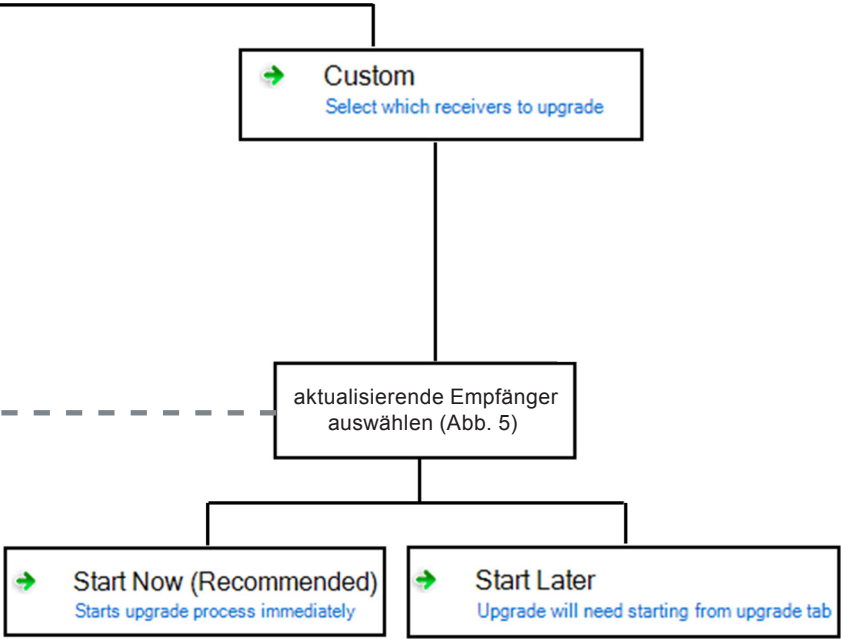 Custom
Select which receivers to upgrade
aktualisierende Empfänger
auswählen (Abb. 5)
Start Now (Recommended)
Starts upgrade process immediately
Start Later
Upgrade will need starting from upgrade tab